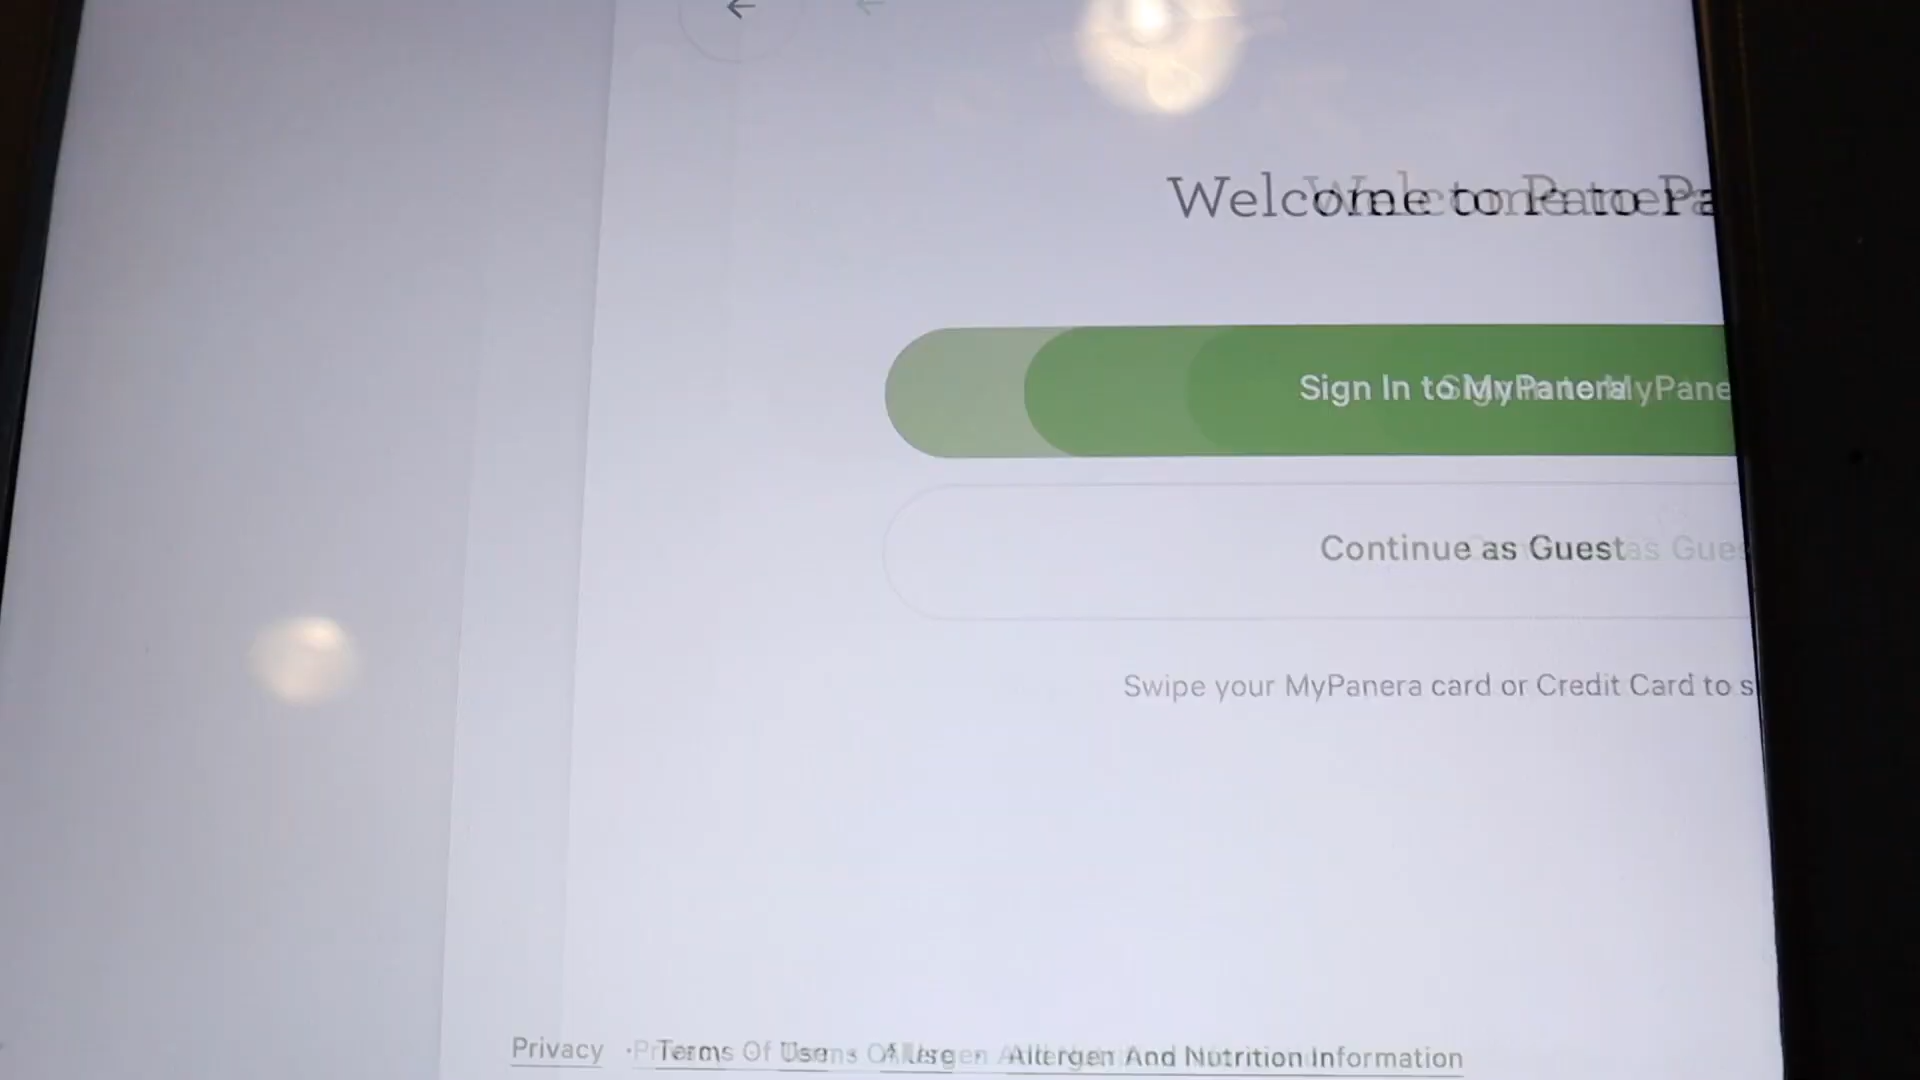 Welcome to Pa
Sign In to MyPanera
Continue as Guest
Swipe your MyPanera card or Credit Card to s
Privacy · Terms Of Use · Allergen And Nutrition Information